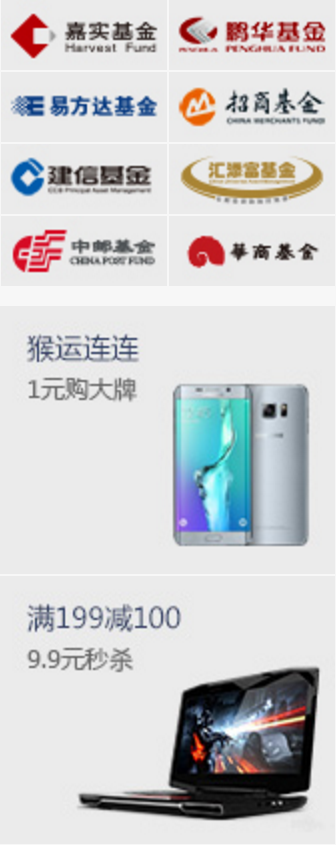 嘉实基金
Harvest Fund
鹏华基金
PENGHUA FUND
易方达基金
招商基金
CHINA MERCHANTS FUND
建信基金
CCB Principal Asset Management
汇添富基金
中邮基金
CHINA POST FUND
華商基金
猴运连连
1元购大牌
满199减100
9.9元秒杀